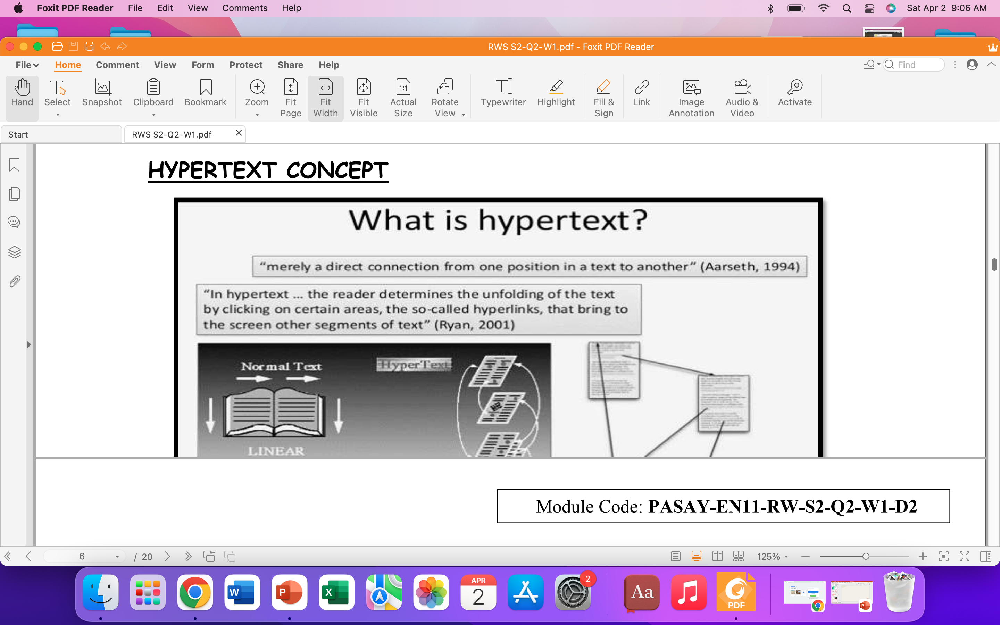 Foxit PDF Reader File Edit View Comments Help Sat Apr 2 9:06 AM
RWS S2-Q2-W1.pdf - Foxit PDF Reader
File Home Comment View Form Protect Share Help Find
Hand Select Snapshot Clipboard Bookmark Zoom Fit Page Fit Width Fit Visible 1:1 Actual Size Rotate View Typewriter Highlight Fill & Sign Link Image Annotation Audio & Video Activate
Start RWS S2-Q2-W1.pdf
HYPERTEXT CONCEPT
What is hypertext?
“merely a direct connection from one position in a text to another” (Aarseth, 1994)
“In hypertext ... the reader determines the unfolding of the text
by clicking on certain areas, the so-called hyperlinks, that bring to
the screen other segments of text” (Ryan, 2001)
Normal Text HyperText
LINEAR
Module Code: PASAY-EN11-RW-S2-Q2-W1-D2
6 / 20 125%
W P X APR 2 2 Aa PDF P